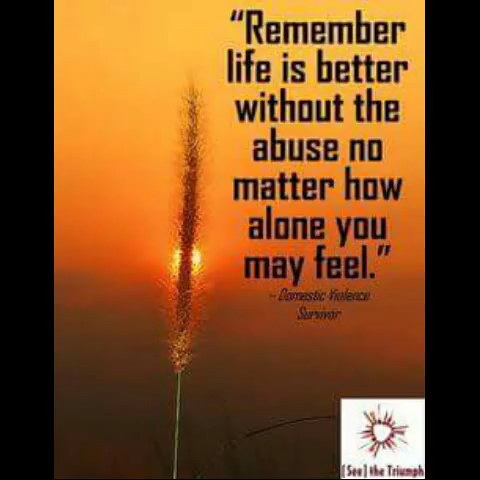 “Remember
life is better
without the
abuse no
matter how
alone you
may feel.”
~ Domestic Violence
Survivor
[See] the Triumph